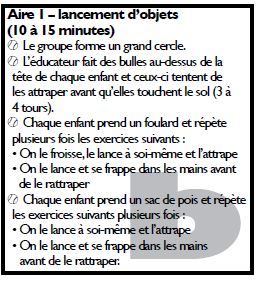 Aire 1 – lancement d'objets
(10 à 15 minutes)
Le groupe forme un grand cercle.
L'éducateur fait des bulles au-dessus de la
tête de chaque enfant et ceux-ci tentent de
les attraper avant qu'elles touchent le sol (3 à
4 tours).
Chaque enfant prend un foulard et répète
plusieurs fois les exercices suivants :
• On le froisse, le lance à soi-même et l'attrape
• On le lance et se frappe dans les mains avant
de le rattraper
Chaque enfant prend un sac de pois et répète
les exercices suivants plusieurs fois :
• On le lance à soi-même et l'attrape
• On le lance et se frappe dans les mains
avant de le rattraper.
b